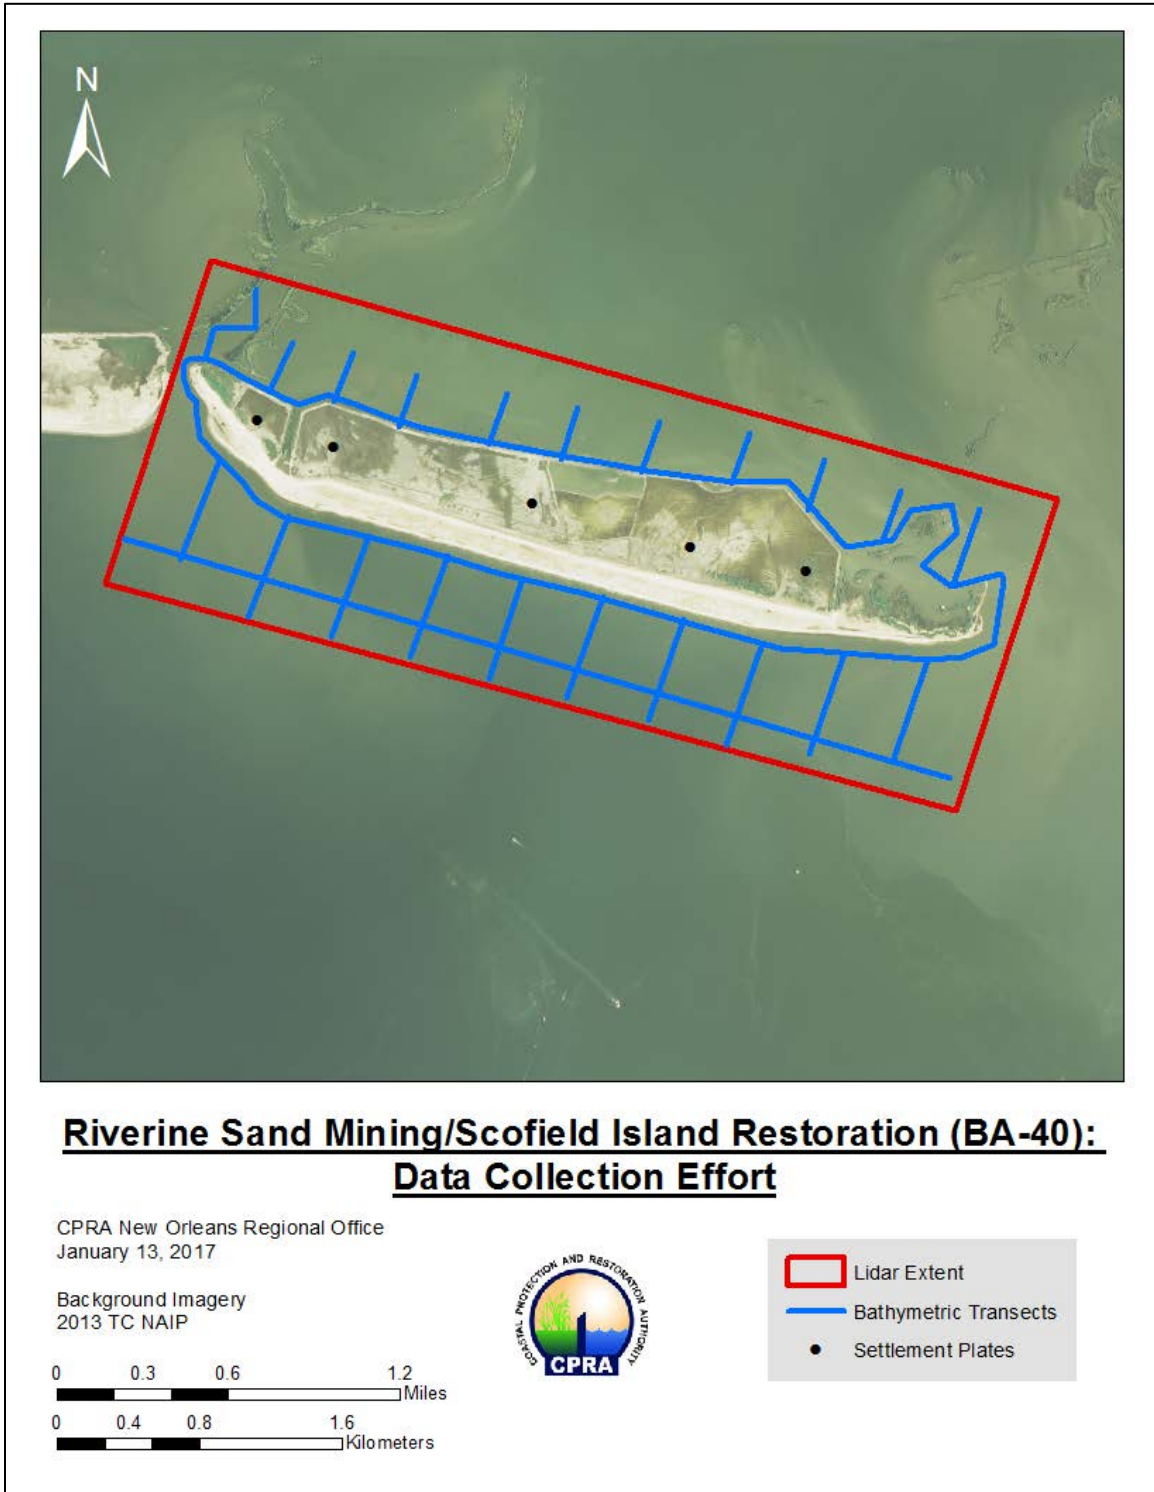 N
Riverine Sand Mining/Scofield Island Restoration (BA-40):
Data Collection Effort
CPRA New Orleans Regional Office
January 13, 2017
Background Imagery
2013 TC NAIP
0 0.3 0.6 1.2
Miles
0 0.4 0.8 1.6
Kilometers
COASTAL PROTECTION AND RESTORATION AUTHORITY
CPRA
Lidar Extent
Bathymetric Transects
Settlement Plates